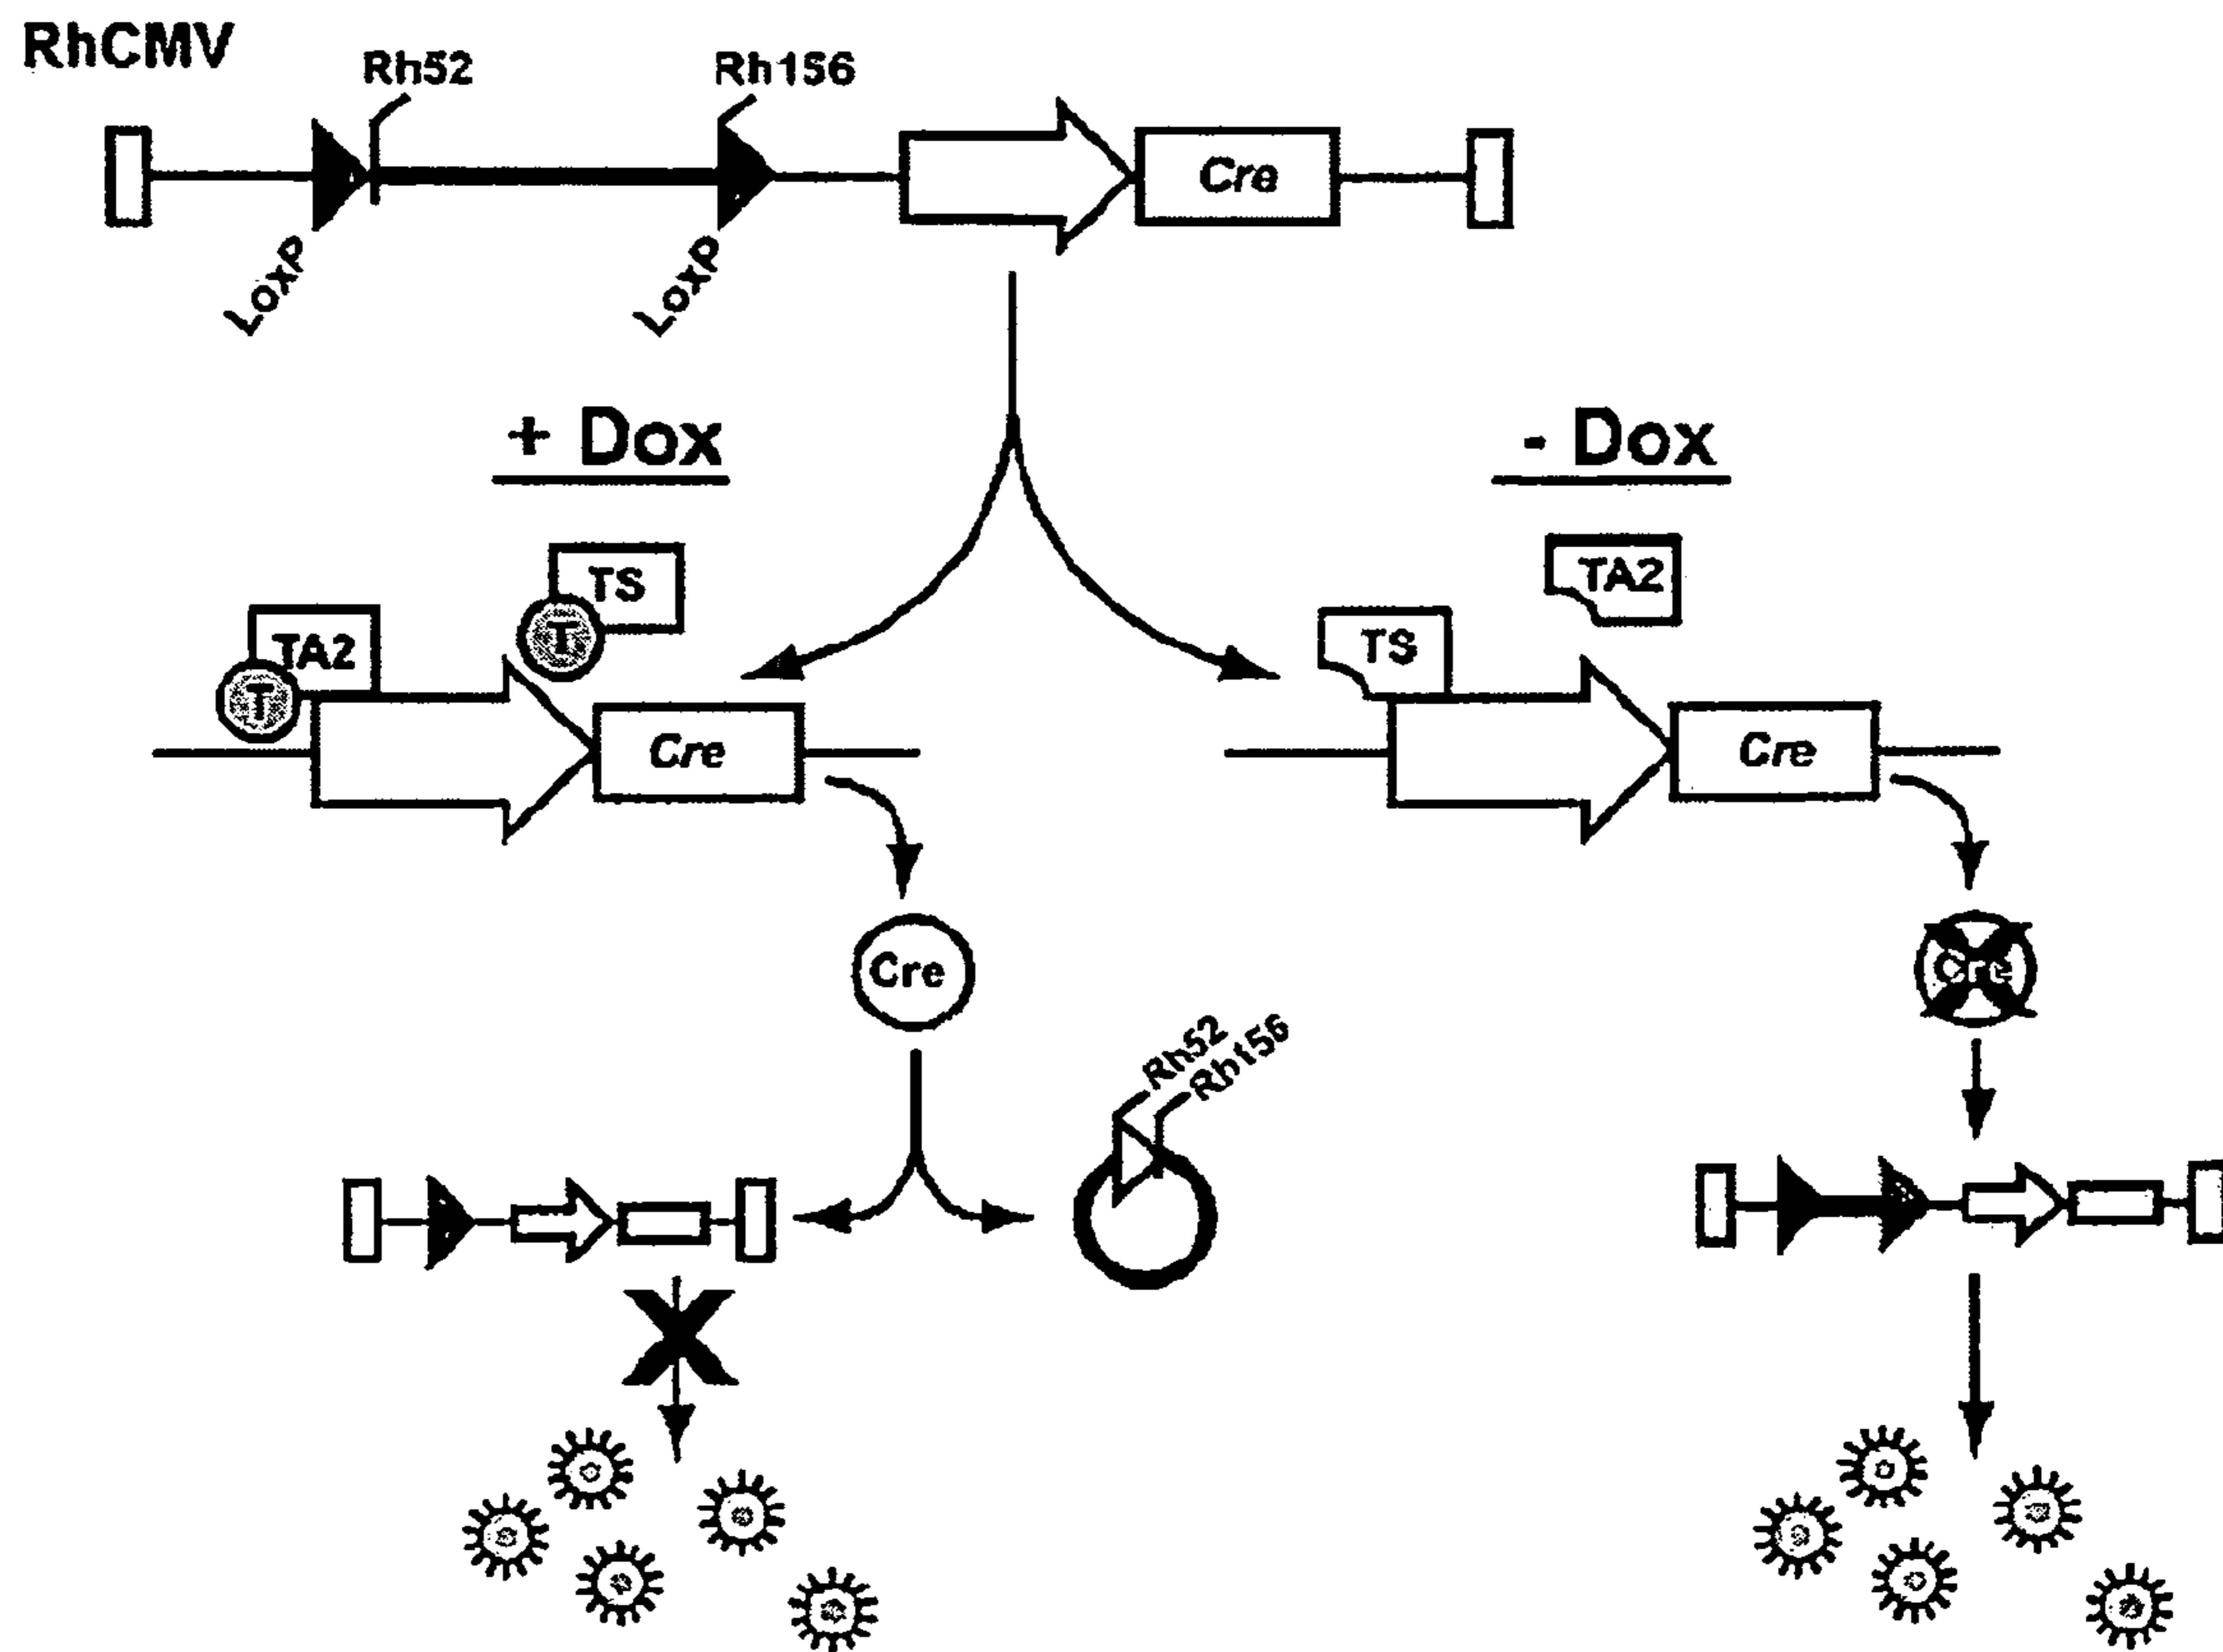 RhCMV
Rh52
Rh156
Cre
LoxP
LoxP
+ Dox
- Dox
TS
T
TA2
T
Cre
TA2
TS
Cre
Cre
Cre
Rh52
Rh156
X